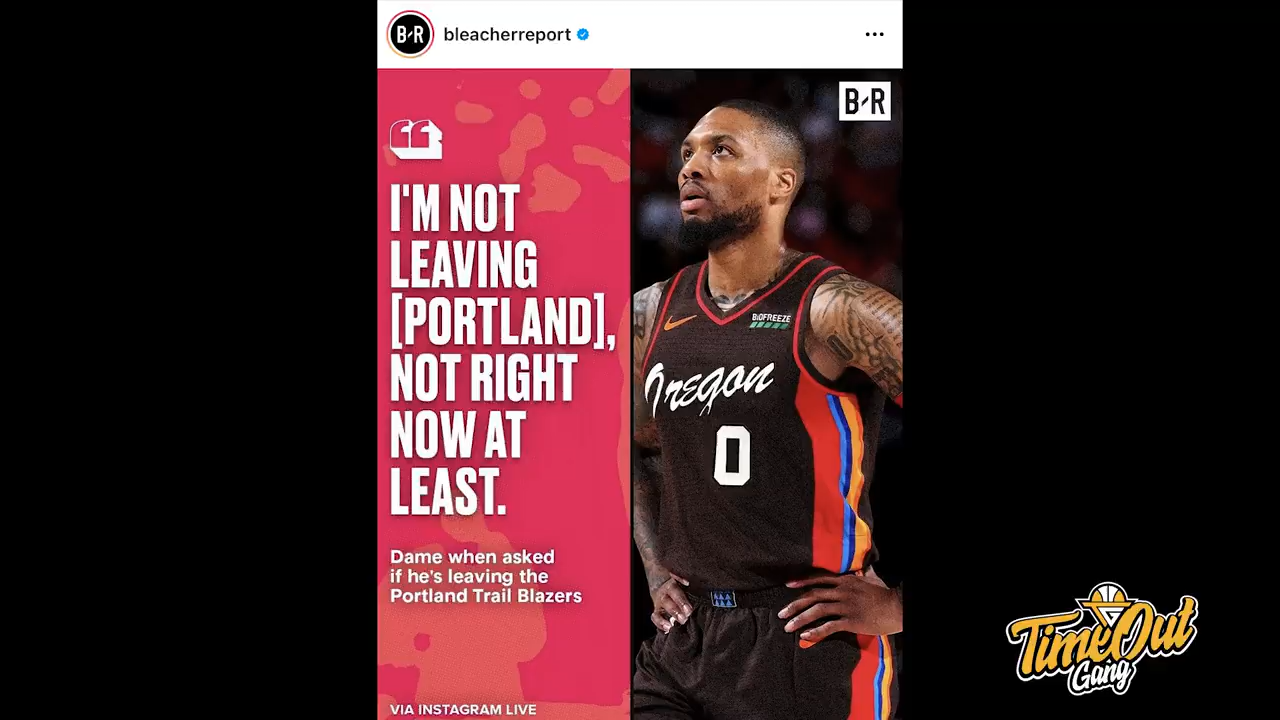 B-R
bleacherreport
B-R
I'M NOT
LEAVING
[PORTLAND],
NOT RIGHT
NOW AT
LEAST.
Dame when asked
if he's leaving the
Portland Trail Blazers
VIA INSTAGRAM LIVE
BIOFREEZE
Oregon
0
TimeOut
Gang